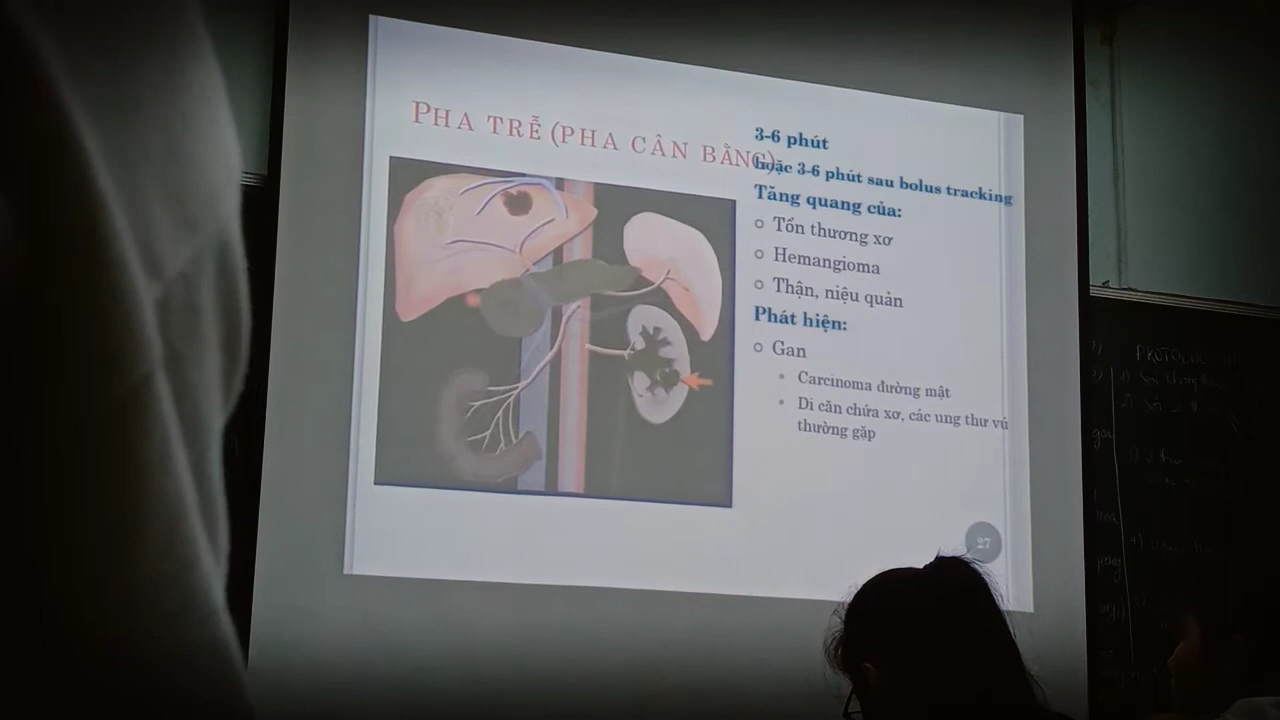 PHA TRỄ (PHA CÂN BẰNG)
3-6 phút
hoặc 3-6 phút sau bolus tracking
Tăng quang của:
Tổn thương xơ
Hemangioma
Thận, niệu quản
Phát hiện:
Gan
Carcinoma đường mật
Di căn chứa xơ, các ung thư vú
thường gặp
27
PROTOCOL